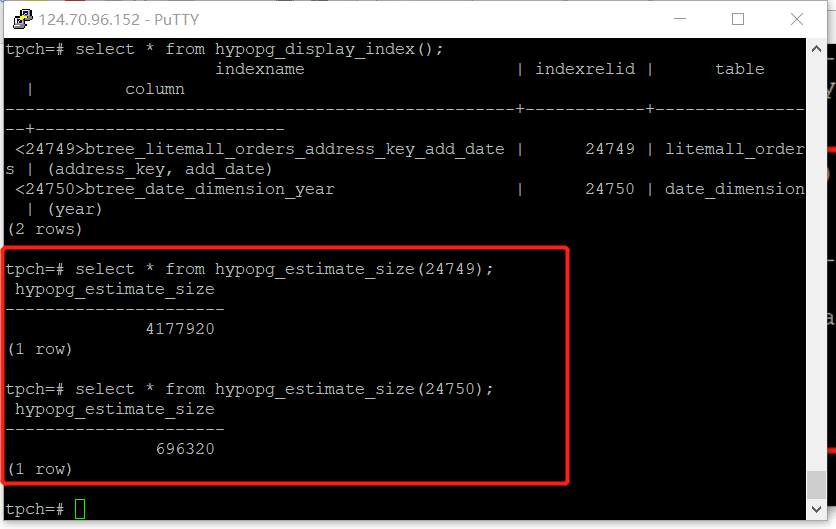 124.70.96.152 - PuTTY
tpch=# select * from hypopg_display_index();
indexname | indexrelid | table
| column
---------------------------------------------------+------------+---------------
--+-------------------------
<24749>btree_litemall_orders_address_key_add_date | 24749 | litemall_order
s | (address_key, add_date)
<24750>btree_date_dimension_year | 24750 | date_dimension
| (year)
(2 rows)
tpch=# select * from hypopg_estimate_size(24749);
hypopg_estimate_size
----------------------
4177920
(1 row)
tpch=# select * from hypopg_estimate_size(24750);
hypopg_estimate_size
----------------------
696320
(1 row)
tpch=#